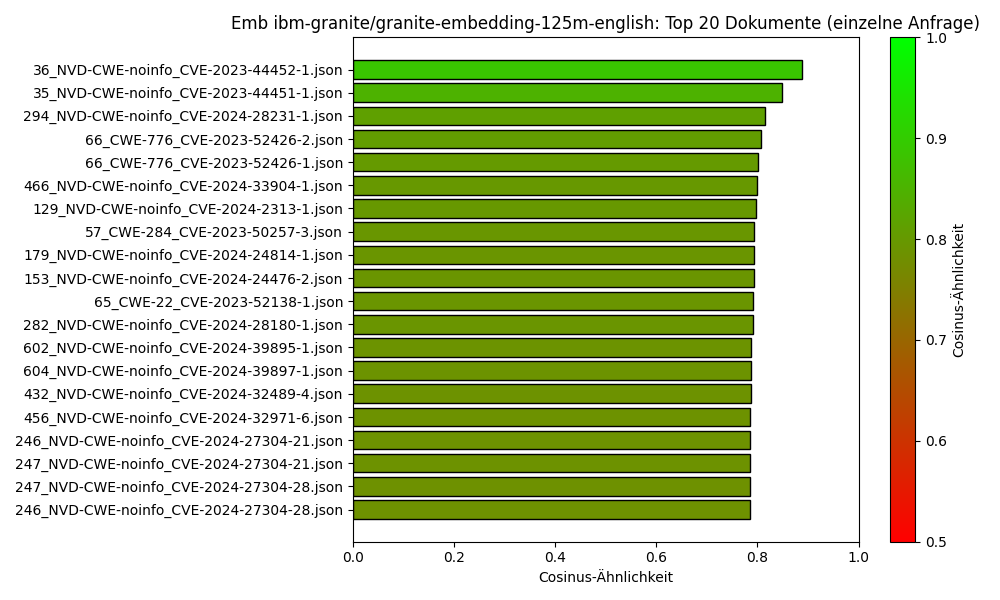 Emb ibm-granite/granite-embedding-125m-english: Top 20 Dokumente (einzelne Anfrage)
36_NVD-CWE-noinfo_CVE-2023-44452-1.json
35_NVD-CWE-noinfo_CVE-2023-44451-1.json
294_NVD-CWE-noinfo_CVE-2024-28231-1.json
66_CWE-776_CVE-2023-52426-2.json
66_CWE-776_CVE-2023-52426-1.json
466_NVD-CWE-noinfo_CVE-2024-33904-1.json
129_NVD-CWE-noinfo_CVE-2024-2313-1.json
57_CWE-284_CVE-2023-50257-3.json
179_NVD-CWE-noinfo_CVE-2024-24814-1.json
153_NVD-CWE-noinfo_CVE-2024-24476-2.json
65_CWE-22_CVE-2023-52138-1.json
282_NVD-CWE-noinfo_CVE-2024-28180-1.json
602_NVD-CWE-noinfo_CVE-2024-39895-1.json
604_NVD-CWE-noinfo_CVE-2024-39897-1.json
432_NVD-CWE-noinfo_CVE-2024-32489-4.json
456_NVD-CWE-noinfo_CVE-2024-32971-6.json
246_NVD-CWE-noinfo_CVE-2024-27304-21.json
247_NVD-CWE-noinfo_CVE-2024-27304-21.json
247_NVD-CWE-noinfo_CVE-2024-27304-28.json
246_NVD-CWE-noinfo_CVE-2024-27304-28.json
0.0 0.2 0.4 0.6 0.8 1.0
Cosinus-Ähnlichkeit
1.0
0.9
0.8
0.7
0.6
0.5
Cosinus-Ähnlichkeit